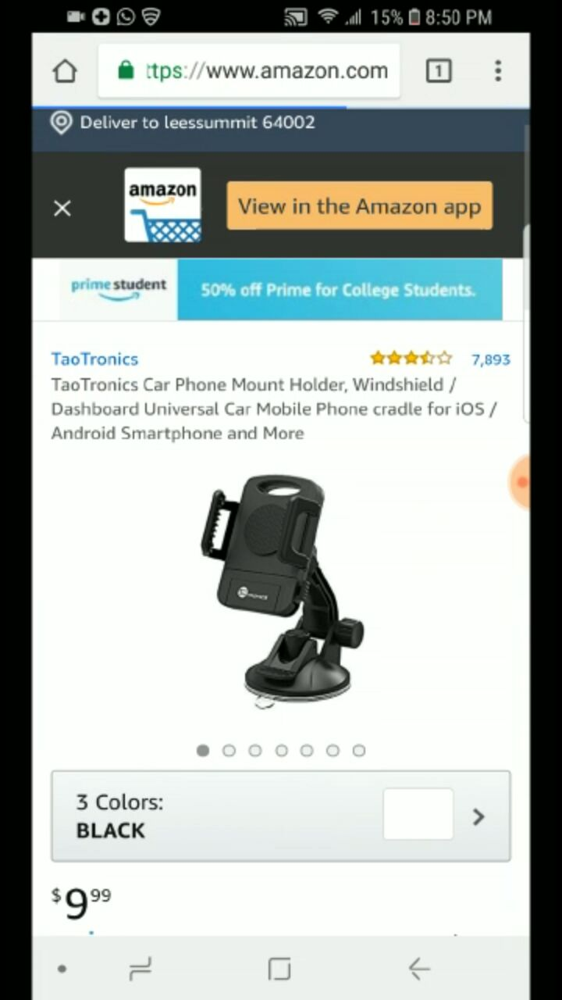 15% 8:50 PM
ttps://www.amazon.com
1
Deliver to leessummit 64002
amazon
View in the Amazon app
prime student
50% off Prime for College Students.
TaoTronics
7,893
TaoTronics Car Phone Mount Holder, Windshield /
Dashboard Universal Car Mobile Phone cradle for iOS /
Android Smartphone and More
3 Colors:
BLACK
$999